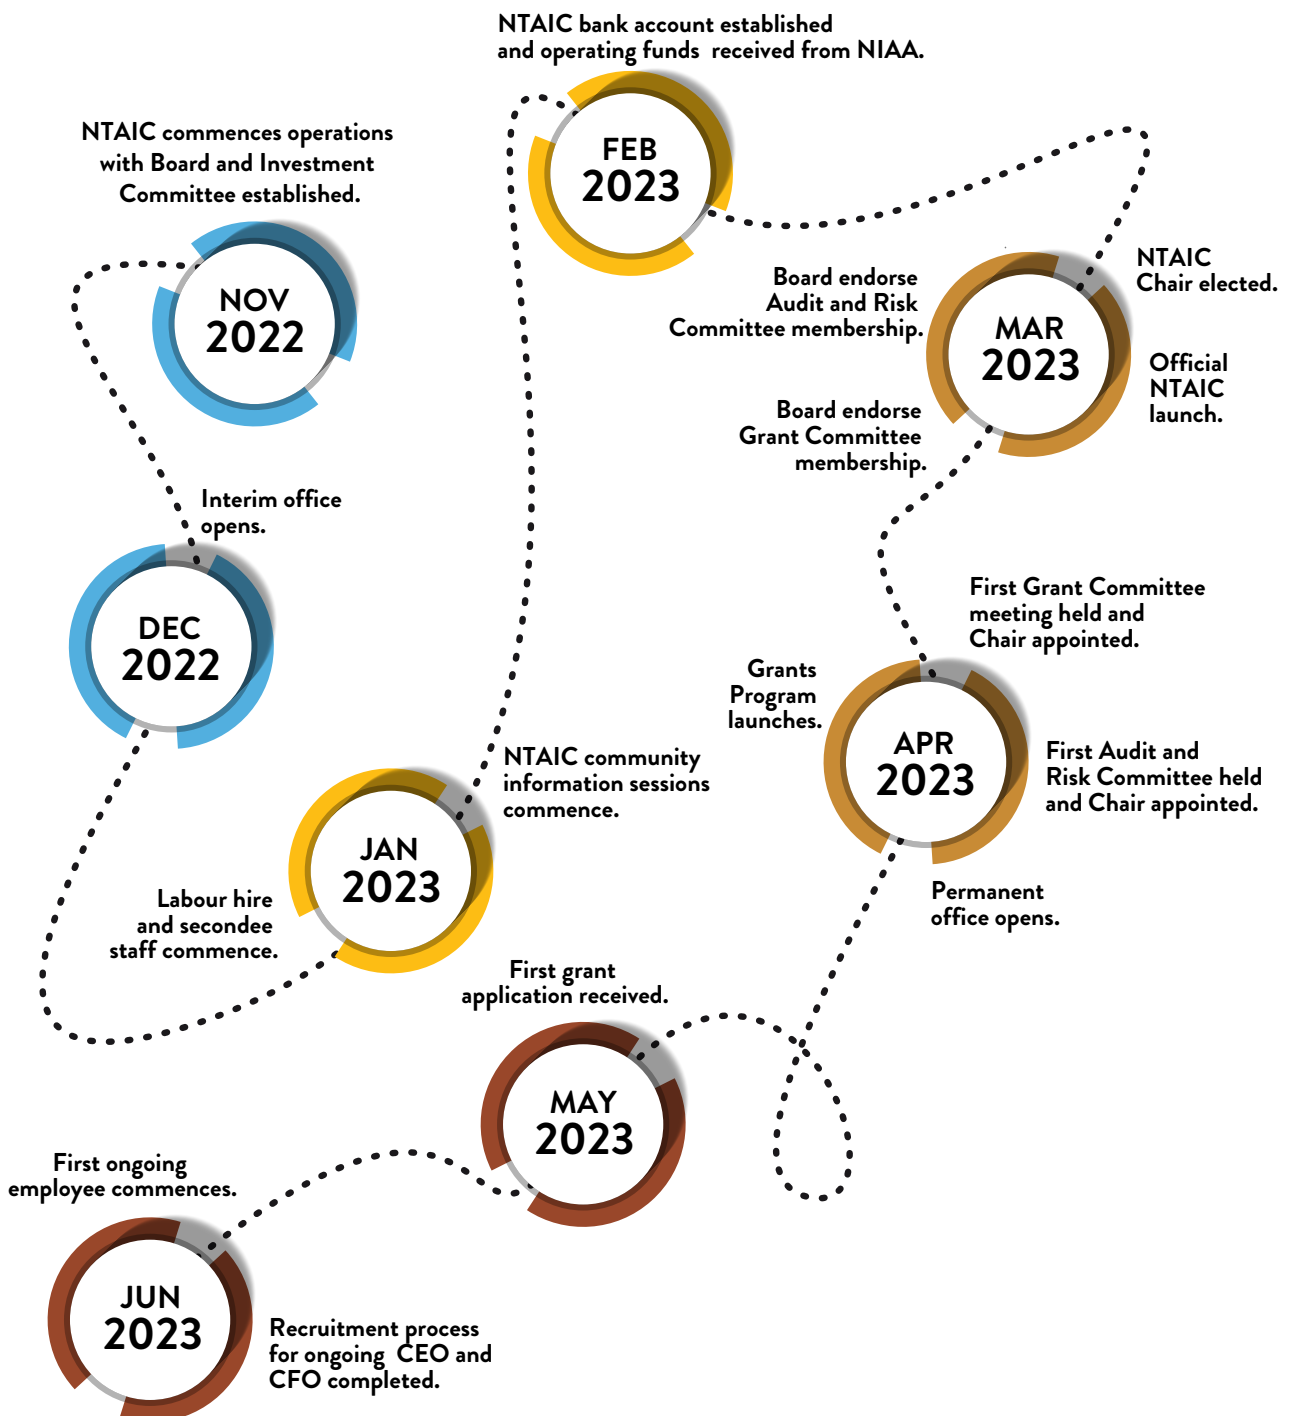 NTAIC commences operations
with Board and Investment
Committee established.
NOV
2022
Interim office
opens.
DEC
2022
Labour hire
and secondee
staff commence.
JAN
2023
NTAIC community
information sessions
commence.
NTAIC bank account established
and operating funds received from NIAA.
FEB
2023
NTAIC
Chair elected.
Official
NTAIC
launch.
MAR
2023
Board endorse
Audit and Risk
Committee membership.
Board endorse
Grant Committee
membership.
First Grant Committee
meeting held and
Chair appointed.
Grants
Program
launches.
APR
2023
First Audit and
Risk Committee held
and Chair appointed.
Permanent
office opens.
First grant
application received.
MAY
2023
First ongoing
employee commences.
JUN
2023
Recruitment process
for ongoing CEO and
CFO completed.